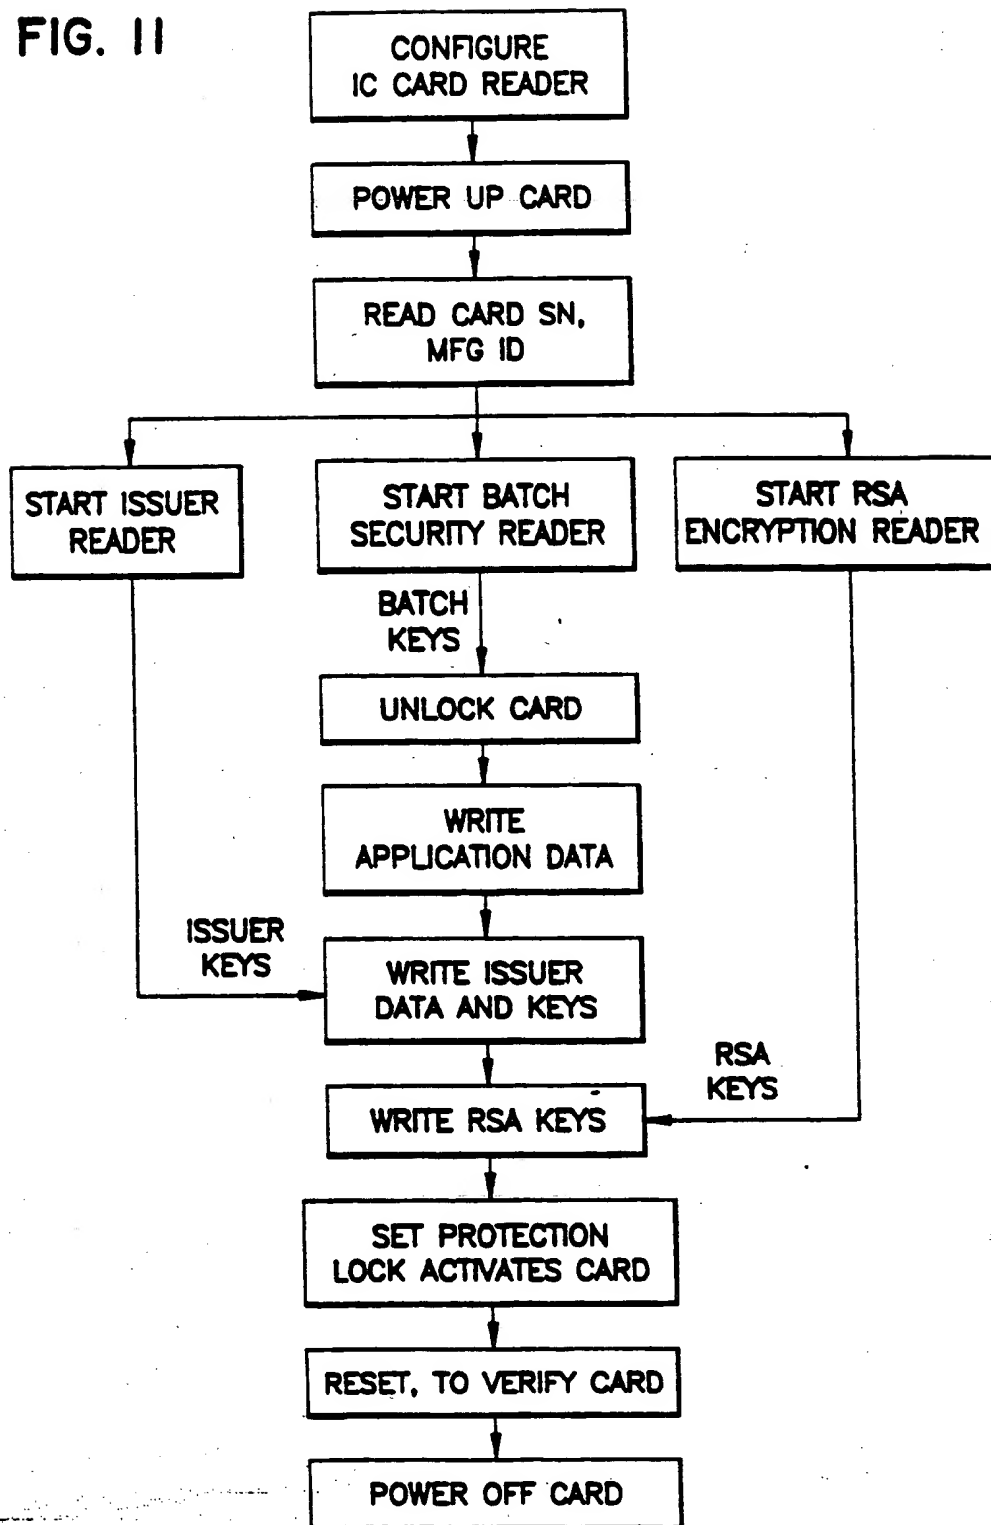 FIG. 11
CONFIGURE
IC CARD READER
POWER UP CARD
READ CARD SN,
MFG ID
START ISSUER
READER
START BATCH
SECURITY READER
START RSA
ENCRYPTION READER
BATCH
KEYS
UNLOCK CARD
WRITE
APPLICATION DATA
ISSUER
KEYS
WRITE ISSUER
DATA AND KEYS
RSA
KEYS
WRITE RSA KEYS
SET PROTECTION
LOCK ACTIVATES CARD
RESET, TO VERIFY CARD
POWER OFF CARD